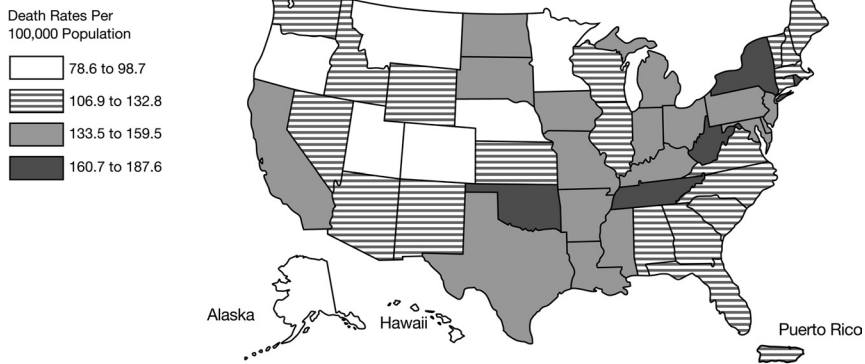 Death Rates Per
100,000 Population
78.6 to 98.7
106.9 to 132.8
133.5 to 159.5
160.7 to 187.6
Alaska
Hawaii
Puerto Rico